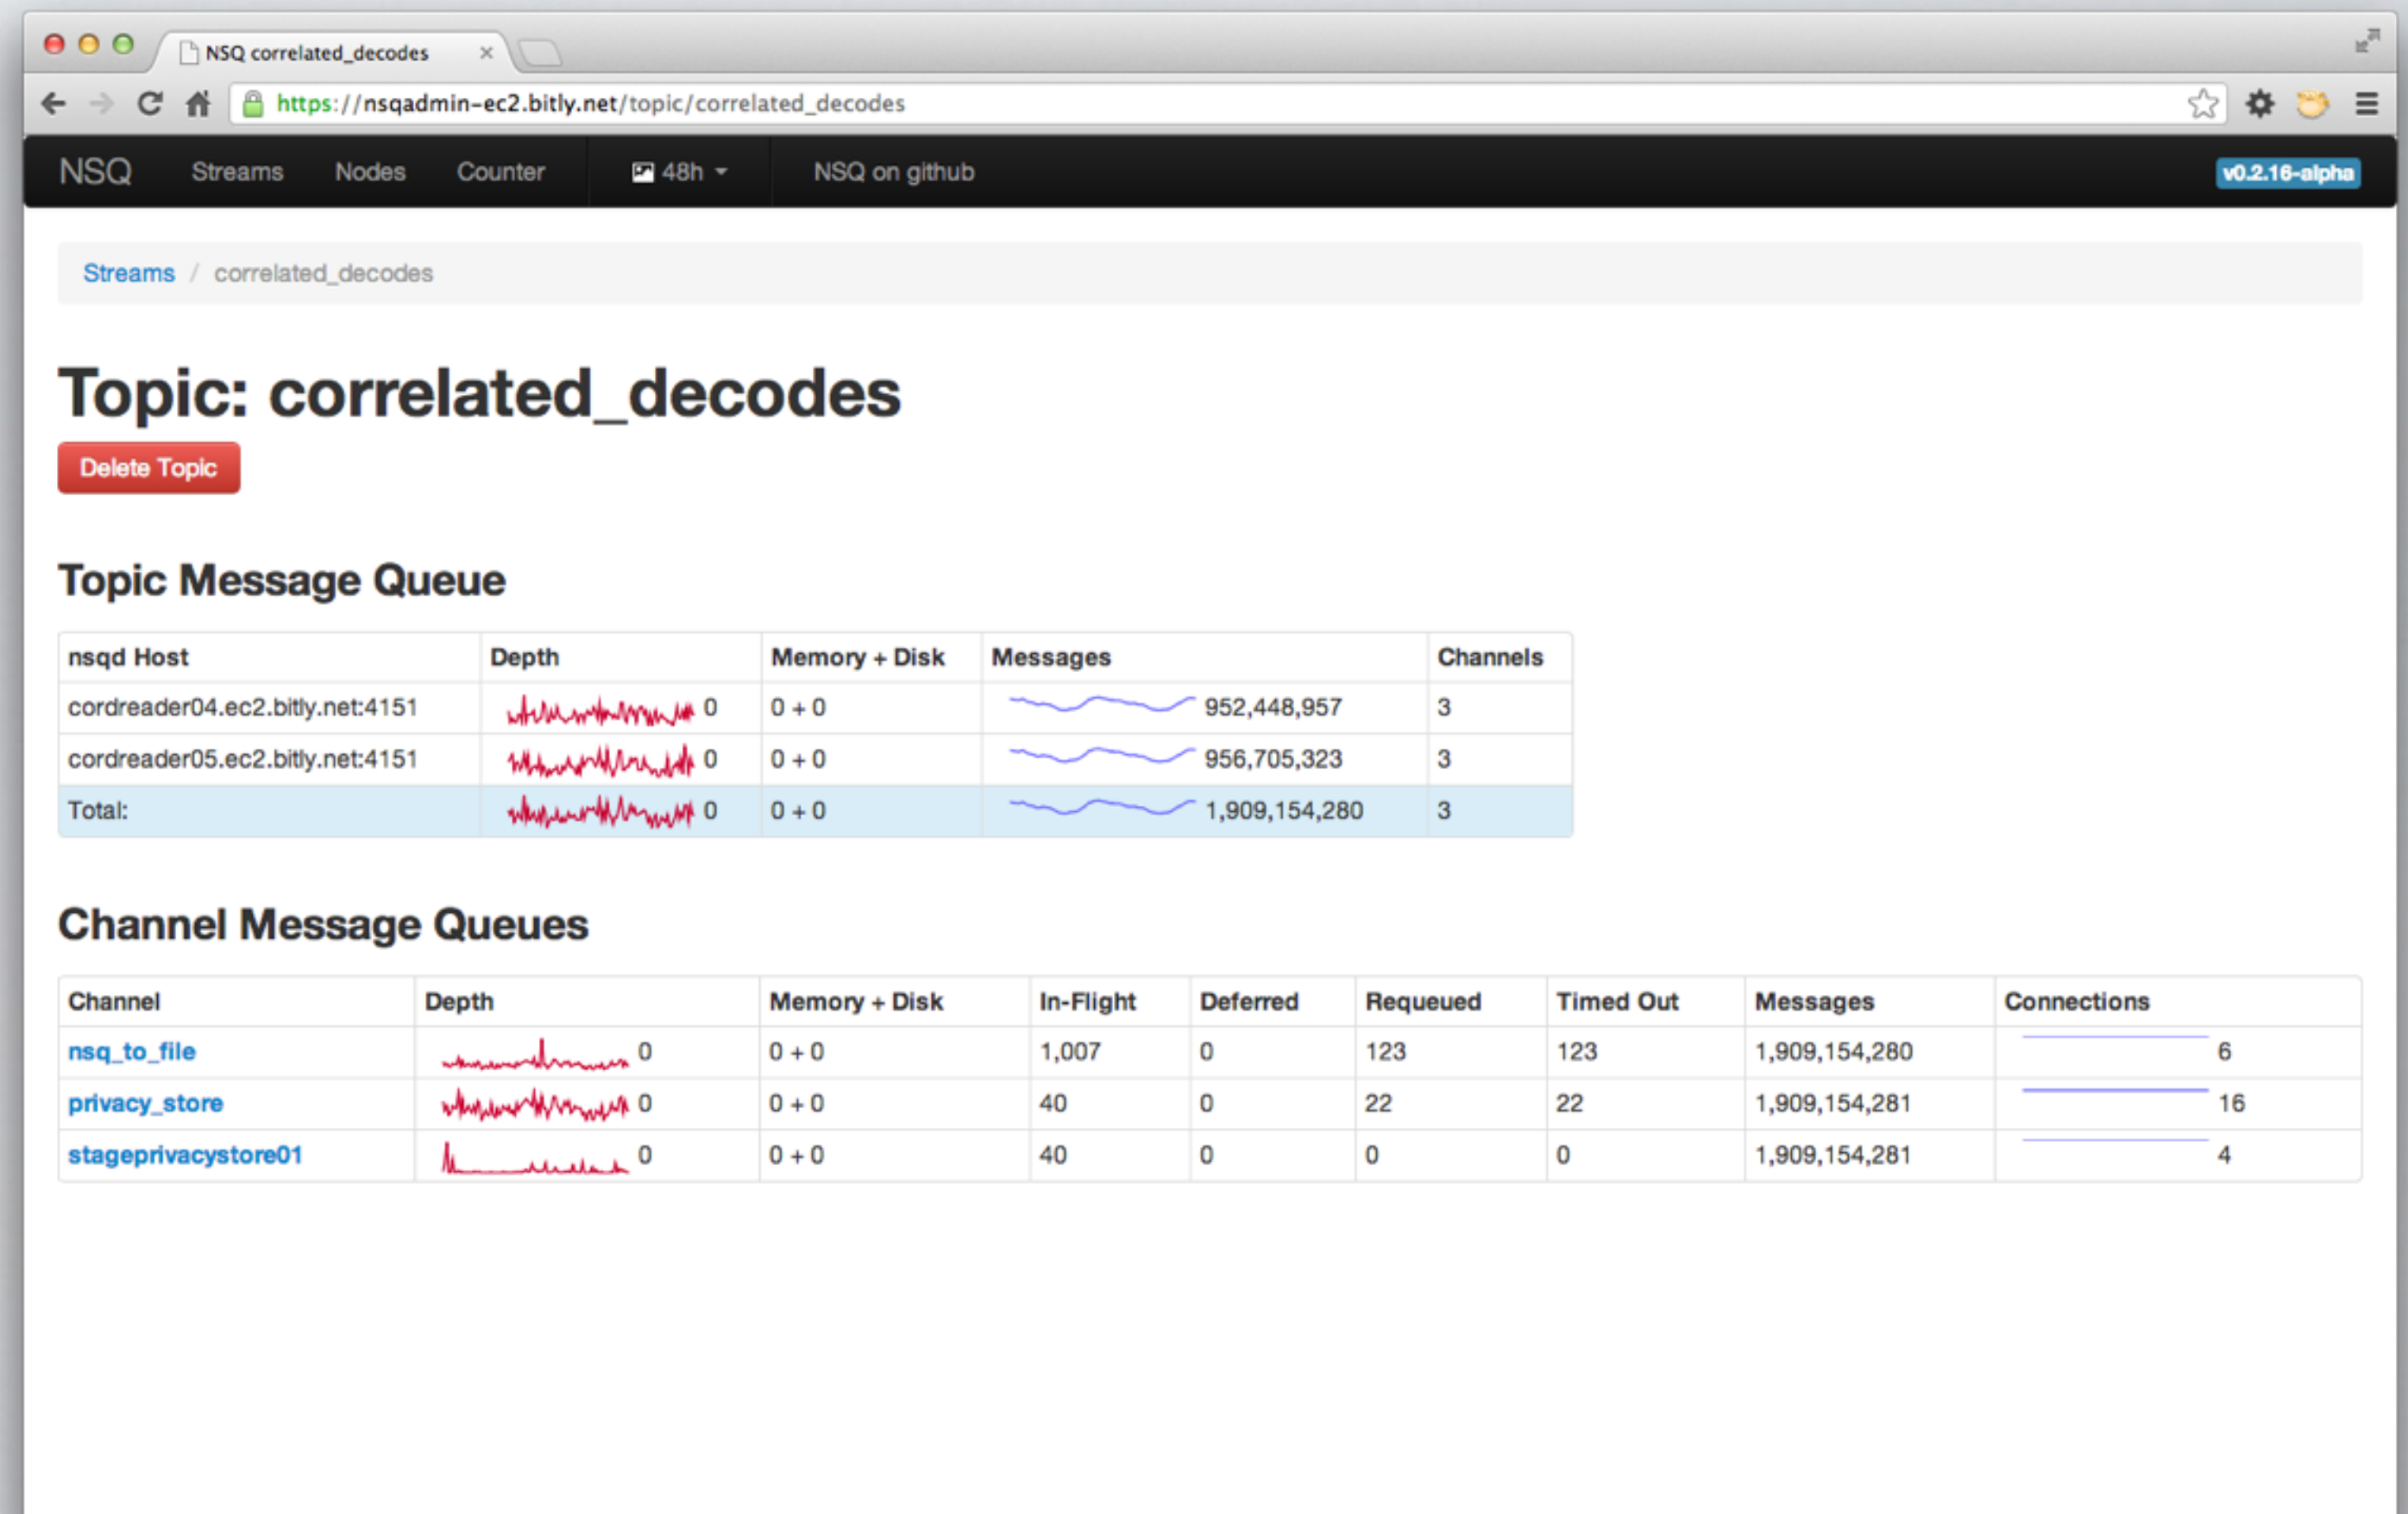 NSQ correlated_decodes
https://nsqadmin-ec2.bitly.net/topic/correlated_decodes
NSQ Streams Nodes Counter 48h NSQ on github v0.2.16-alpha
Streams / correlated_decodes
Topic: correlated_decodes
Delete Topic
Topic Message Queue
nsqd Host Depth Memory + Disk Messages Channels
cordreader04.ec2.bitly.net:4151 0 0 + 0 952,448,957 3
cordreader05.ec2.bitly.net:4151 0 0 + 0 956,705,323 3
Total: 0 0 + 0 1,909,154,280 3
Channel Message Queues
Channel Depth Memory + Disk In-Flight Deferred Requeued Timed Out Messages Connections
nsq_to_file 0 0 + 0 1,007 0 123 123 1,909,154,280 6
privacy_store 0 0 + 0 40 0 22 22 1,909,154,281 16
stageprivacystore01 0 0 + 0 40 0 0 0 1,909,154,281 4